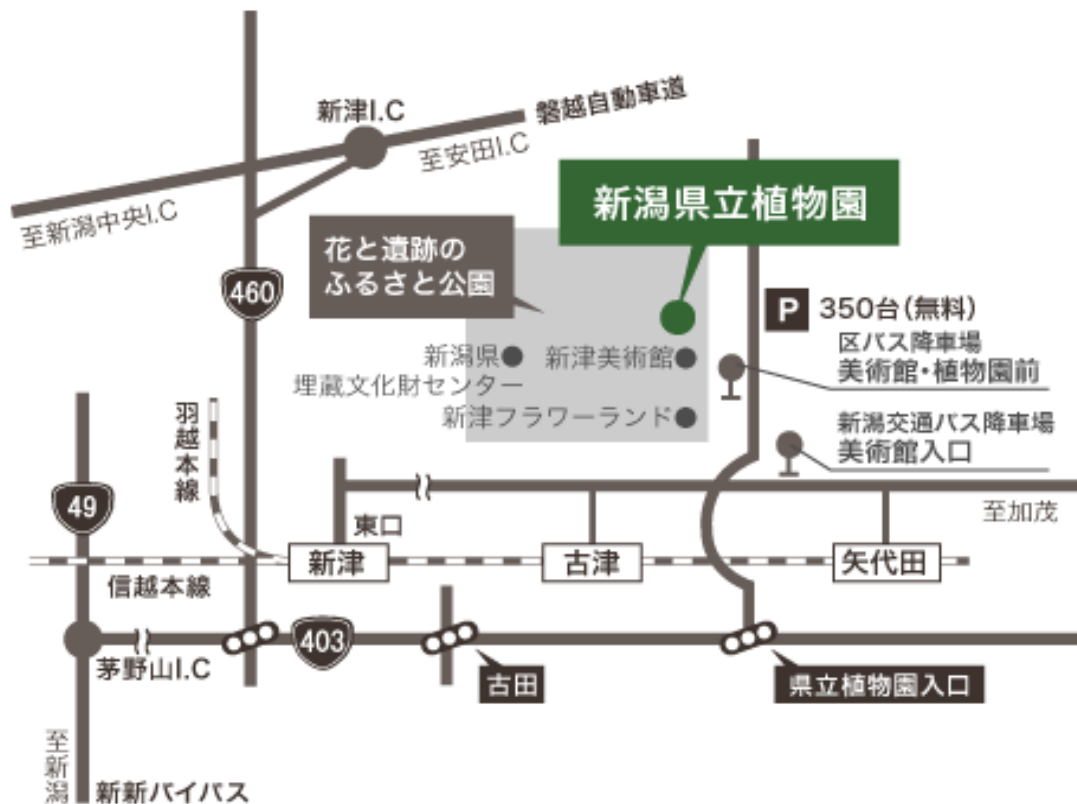 新津I.C
磐越自動車道
至安田I.C
至新潟中央I.C
新潟県立植物園
花と遺跡の
ふるさと公園
460
P 350台(無料)
区バス降車場
美術館・植物園前
新潟県
埋蔵文化財センター
新津美術館
新津フラワーランド
新潟交通バス降車場
美術館入口
羽越本線
49
東口
至加茂
新津
古津
矢代田
信越本線
403
茅野山I.C
古田
県立植物園入口
至新潟
新新バイパス